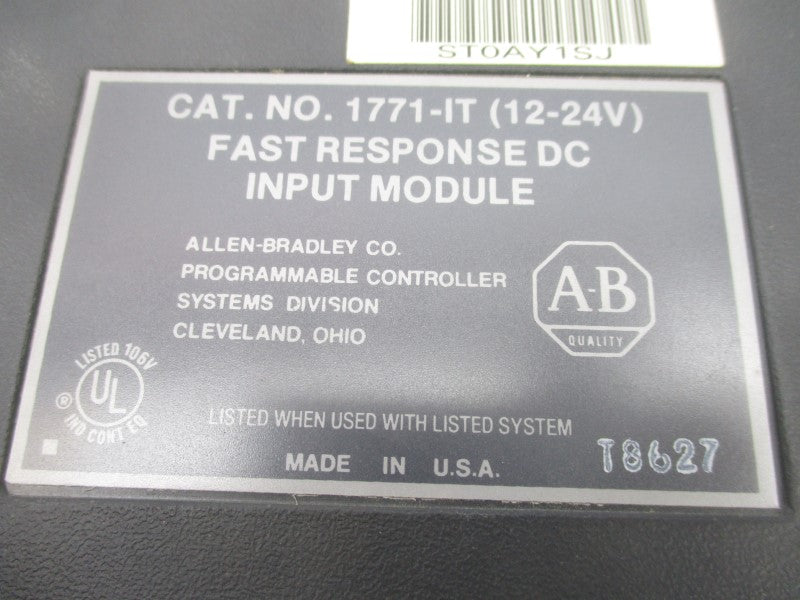 ST0AY1SJ
CAT. NO. 1771-IT (12-24V)
FAST RESPONSE DC
INPUT MODULE
ALLEN-BRADLEY CO.
PROGRAMMABLE CONTROLLER
SYSTEMS DIVISION
CLEVELAND, OHIO
A-B
QUALITY
LISTED 106V
UL
®
IND CONT EQ
LISTED WHEN USED WITH LISTED SYSTEM
MADE IN U.S.A.
T8627